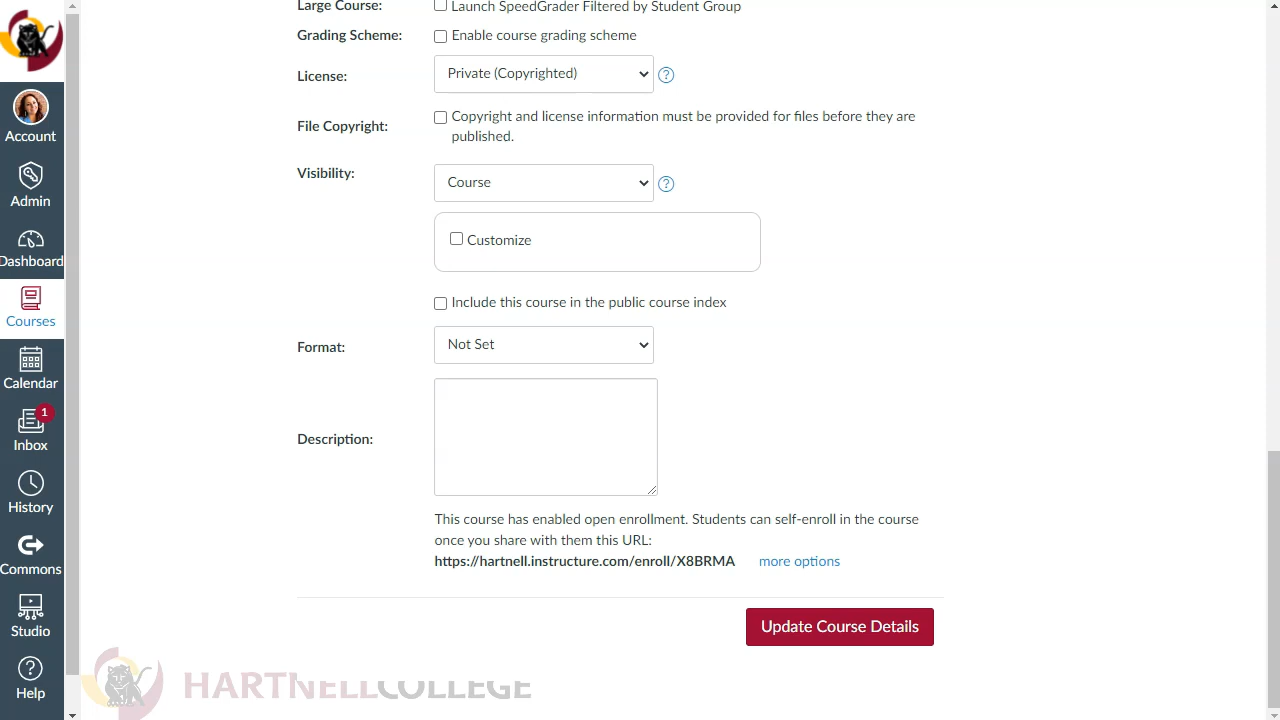 Large Course:
Launch SpeedGrader Filtered by Student Group
Grading Scheme:
Enable course grading scheme
License:
Private (Copyrighted)
File Copyright:
Copyright and license information must be provided for files before they are
published.
Visibility:
Course
Customize
Include this course in the public course index
Format:
Not Set
Description:
This course has enabled open enrollment. Students can self-enroll in the course
once you share with them this URL:
https://hartnell.instructure.com/enroll/X8BRMA more options
Update Course Details
Account
Admin
Dashboard
Courses
Calendar
1
Inbox
History
Commons
Studio
Help
HARTNELLCOLLEGE